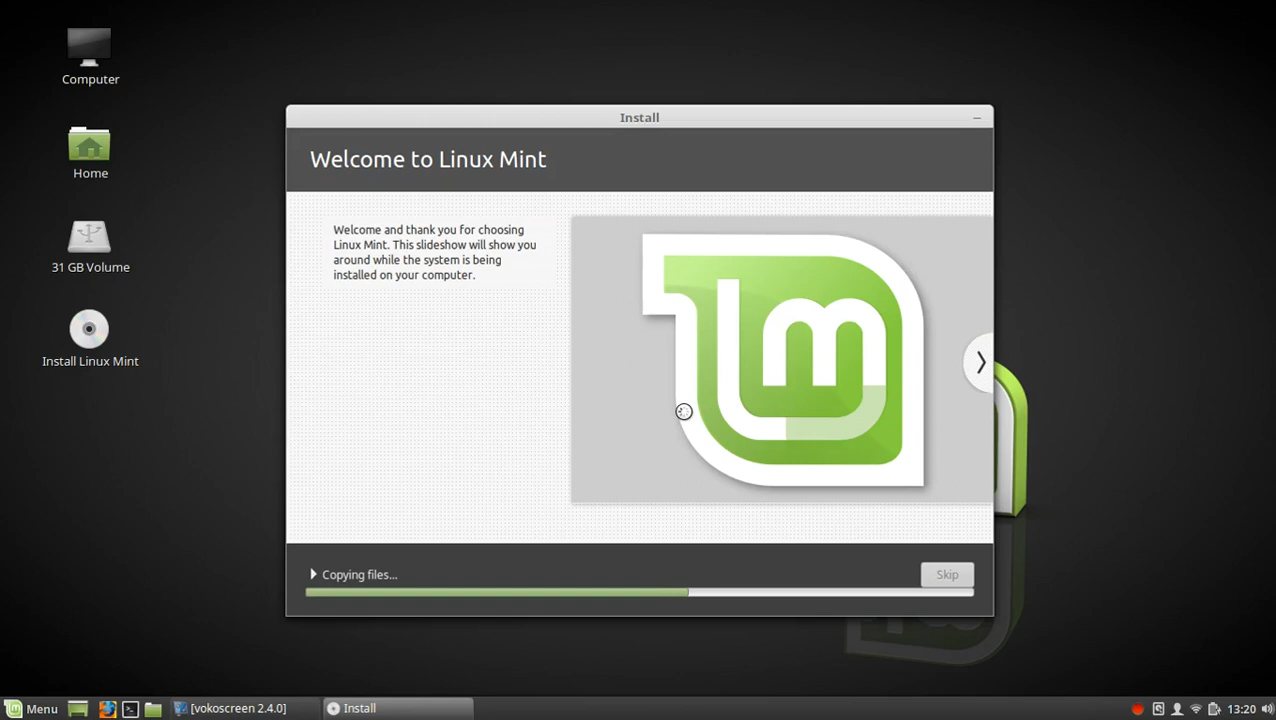 Computer
Home
31 GB Volume
Install Linux Mint
Install
Welcome to Linux Mint
Welcome and thank you for choosing
Linux Mint. This slideshow will show you
around while the system is being
installed on your computer.
lm
Copying files...
Skip
Menu
[vokoscreen 2.4.0]
Install
13:20